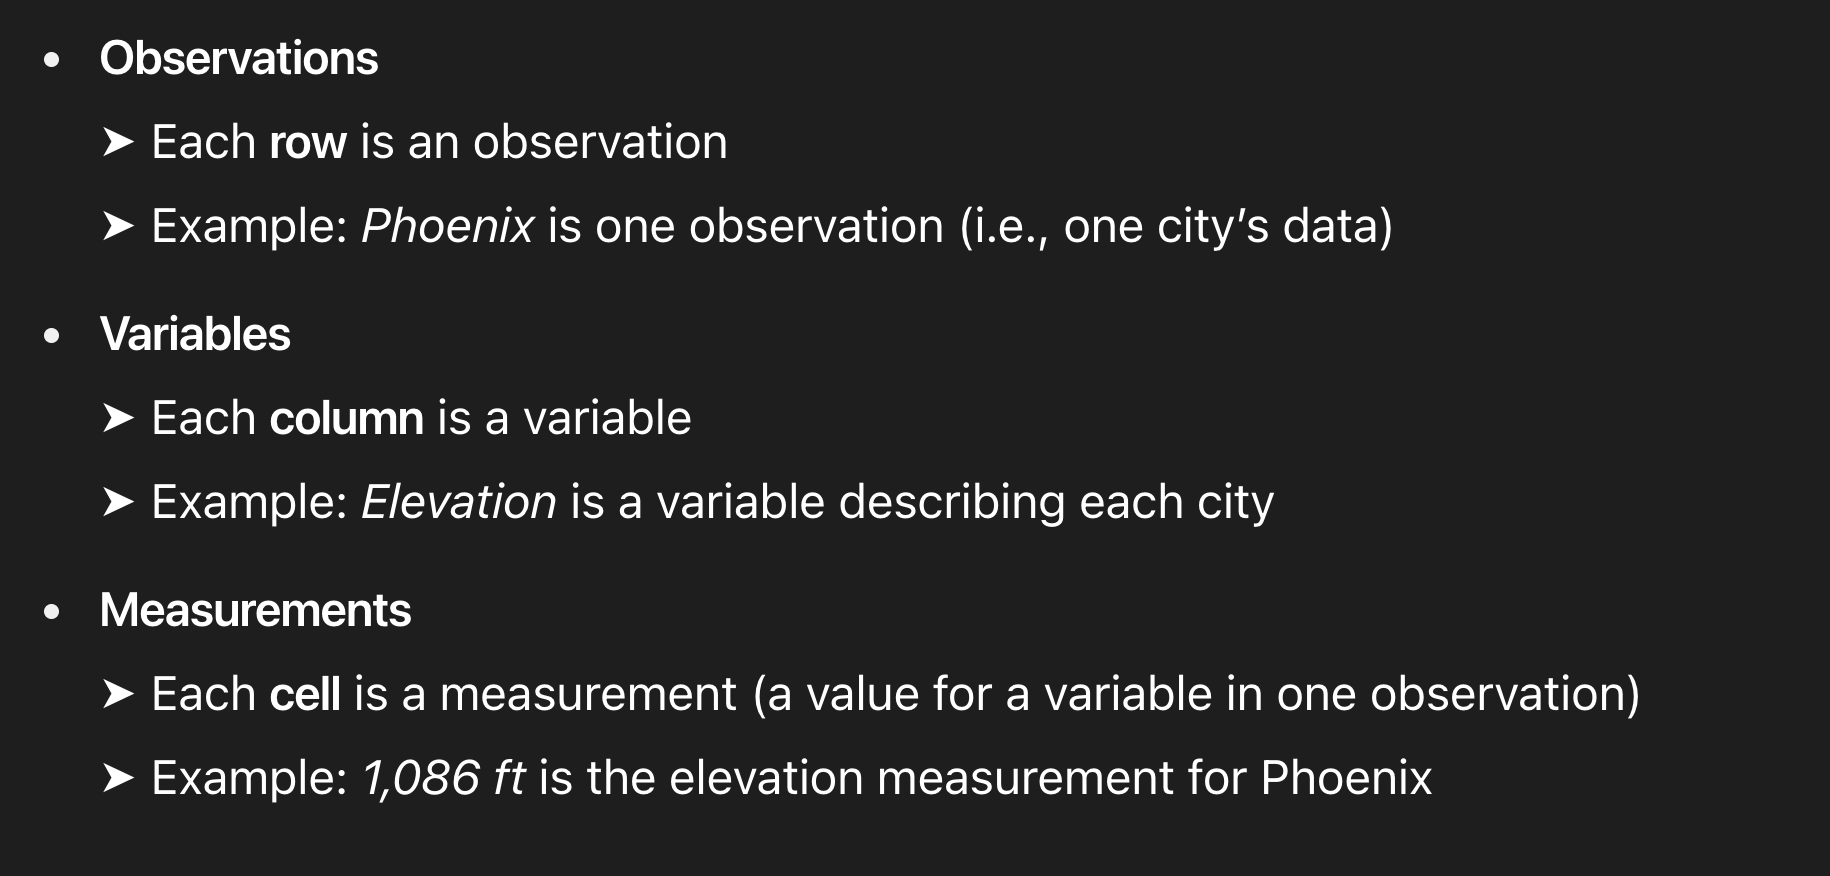 • Observations
➤ Each row is an observation
➤ Example: Phoenix is one observation (i.e., one city’s data)
• Variables
➤ Each column is a variable
➤ Example: Elevation is a variable describing each city
• Measurements
➤ Each cell is a measurement (a value for a variable in one observation)
➤ Example: 1,086 ft is the elevation measurement for Phoenix